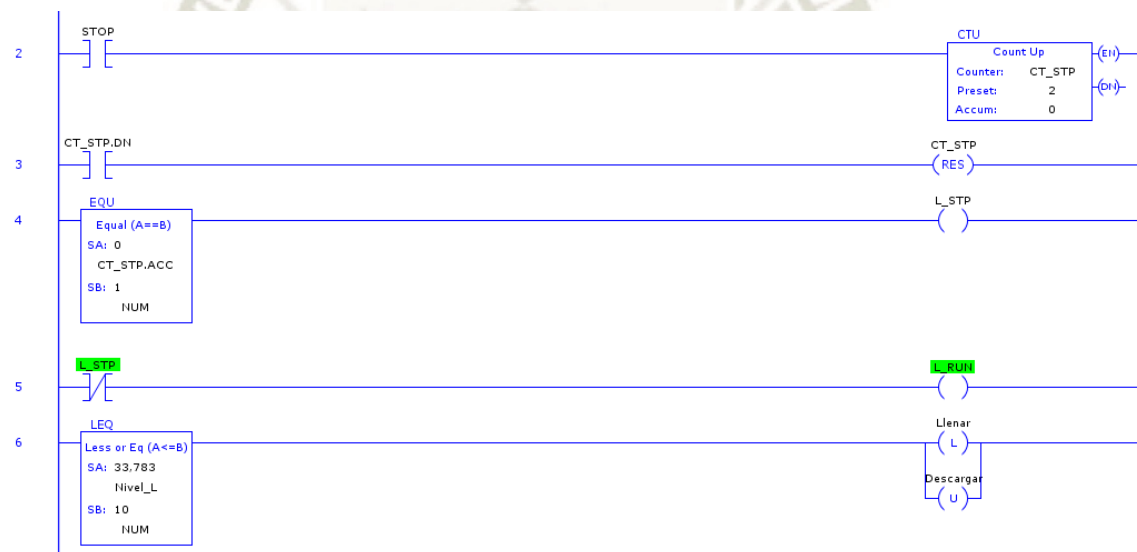 STOP
2
CTU
Count Up
Counter: CT_STP
Preset: 2
Accum: 0
(EN)
(DN)
CT_STP.DN
3
CT_STP
(RES)
EQU
4
Equal (A==B)
SA: 0
CT_STP.ACC
SB: 1
NUM
L_STP
L_STP
5
L_RUN
LEQ
6
Less or Eq (A<=B)
SA: 33,783
Nivel_L
SB: 10
NUM
Llenar
(L)
Descargar
(U)